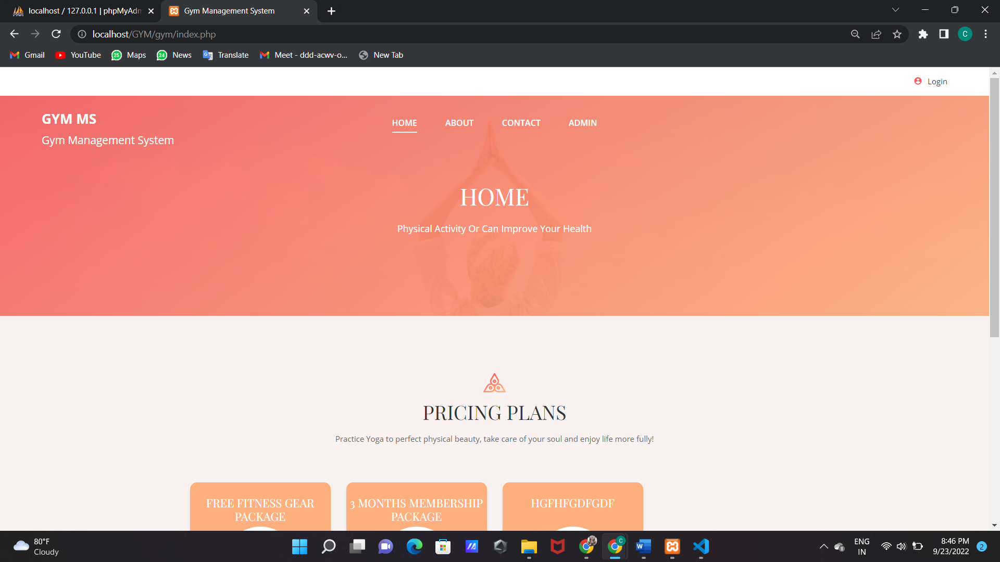 localhost / 127.0.0.1 | phpMyAdm
Gym Management System
localhost/GYM/gym/index.php
C
Gmail
YouTube
25
Maps
24
News
Translate
Meet - ddd-acwv-o...
New Tab
Login
GYM MS
Gym Management System
HOME
ABOUT
CONTACT
ADMIN
HOME
Physical Activity Or Can Improve Your Health
PRICING PLANS
Practice Yoga to perfect physical beauty, take care of your soul and enjoy life more fully!
FREE FITNESS GEAR
PACKAGE
3 MONTHS MEMBERSHIP
PACKAGE
HGFHFGDFGDF
80°F
Cloudy
C
W
ENG
IN
8:46 PM
9/23/2022
2